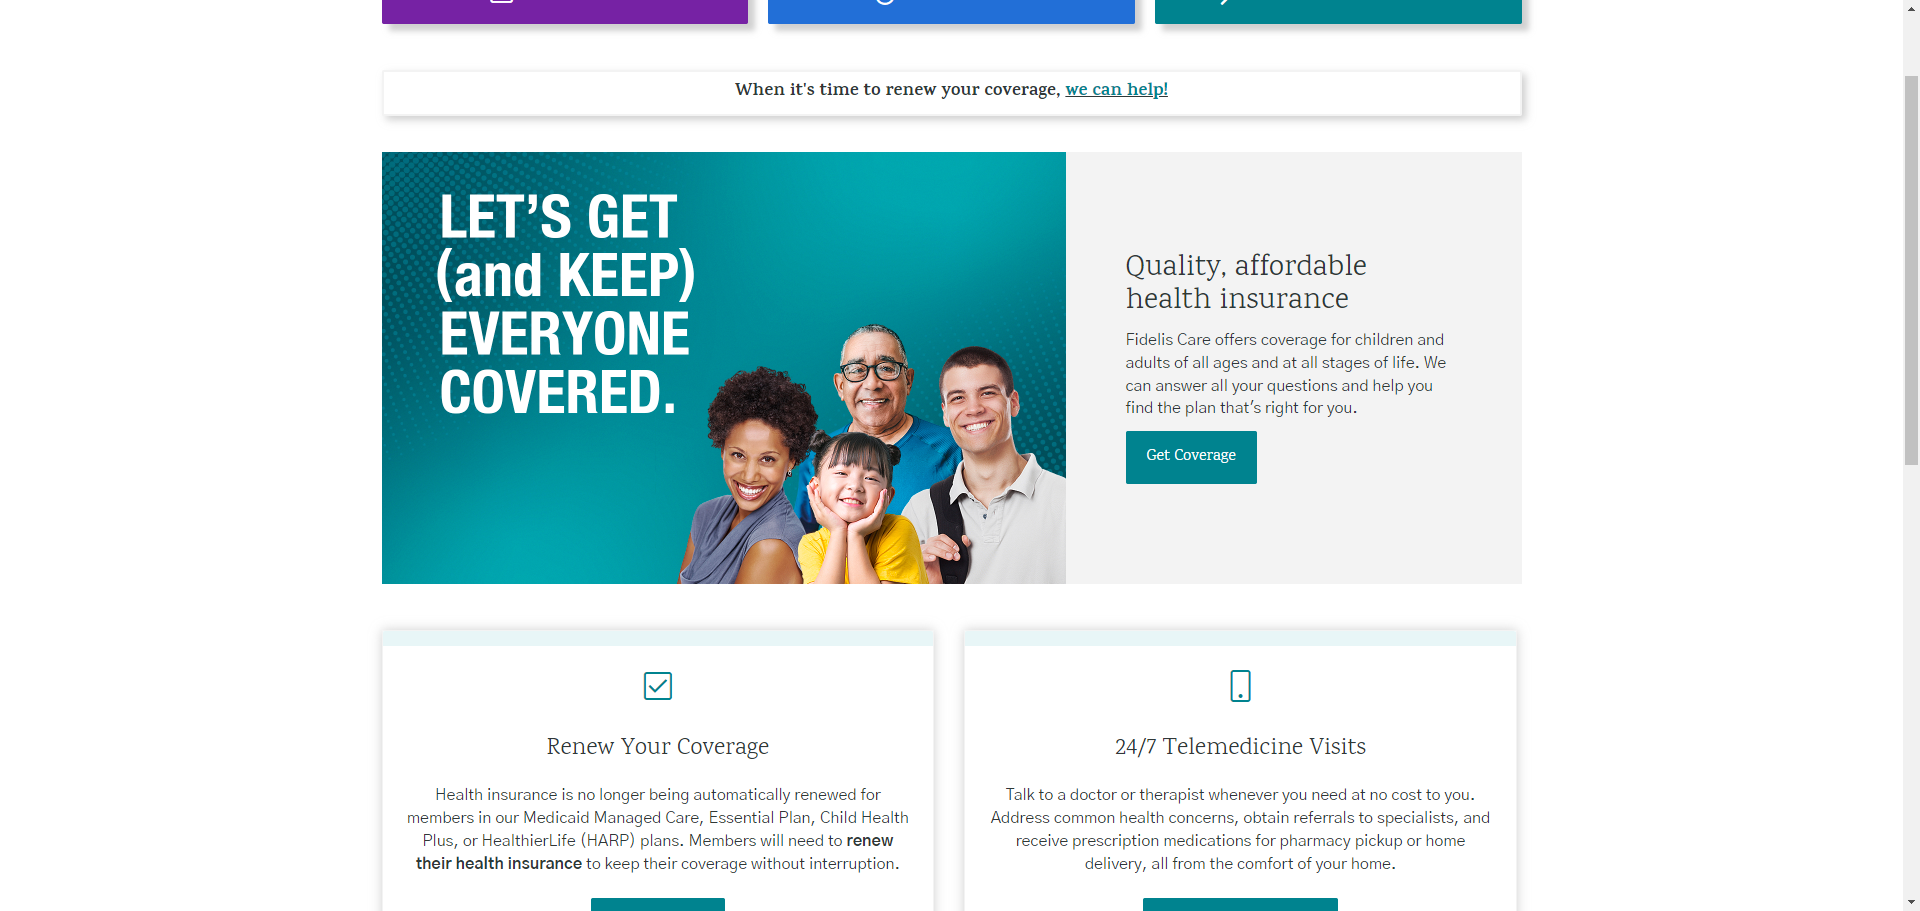 When it's time to renew your coverage, we can help!
LET’S GET
(and KEEP)
EVERYONE
COVERED.
Quality, affordable
health insurance
Fidelis Care offers coverage for children and
adults of all ages and at all stages of life. We
can answer all your questions and help you
find the plan that’s right for you.
Get Coverage
Renew Your Coverage
Health insurance is no longer being automatically renewed for
members in our Medicaid Managed Care, Essential Plan, Child Health
Plus, or HealthierLife (HARP) plans. Members will need to renew
their health insurance to keep their coverage without interruption.
24/7 Telemedicine Visits
Talk to a doctor or therapist whenever you need at no cost to you.
Address common health concerns, obtain referrals to specialists, and
receive prescription medications for pharmacy pickup or home
delivery, all from the comfort of your home.